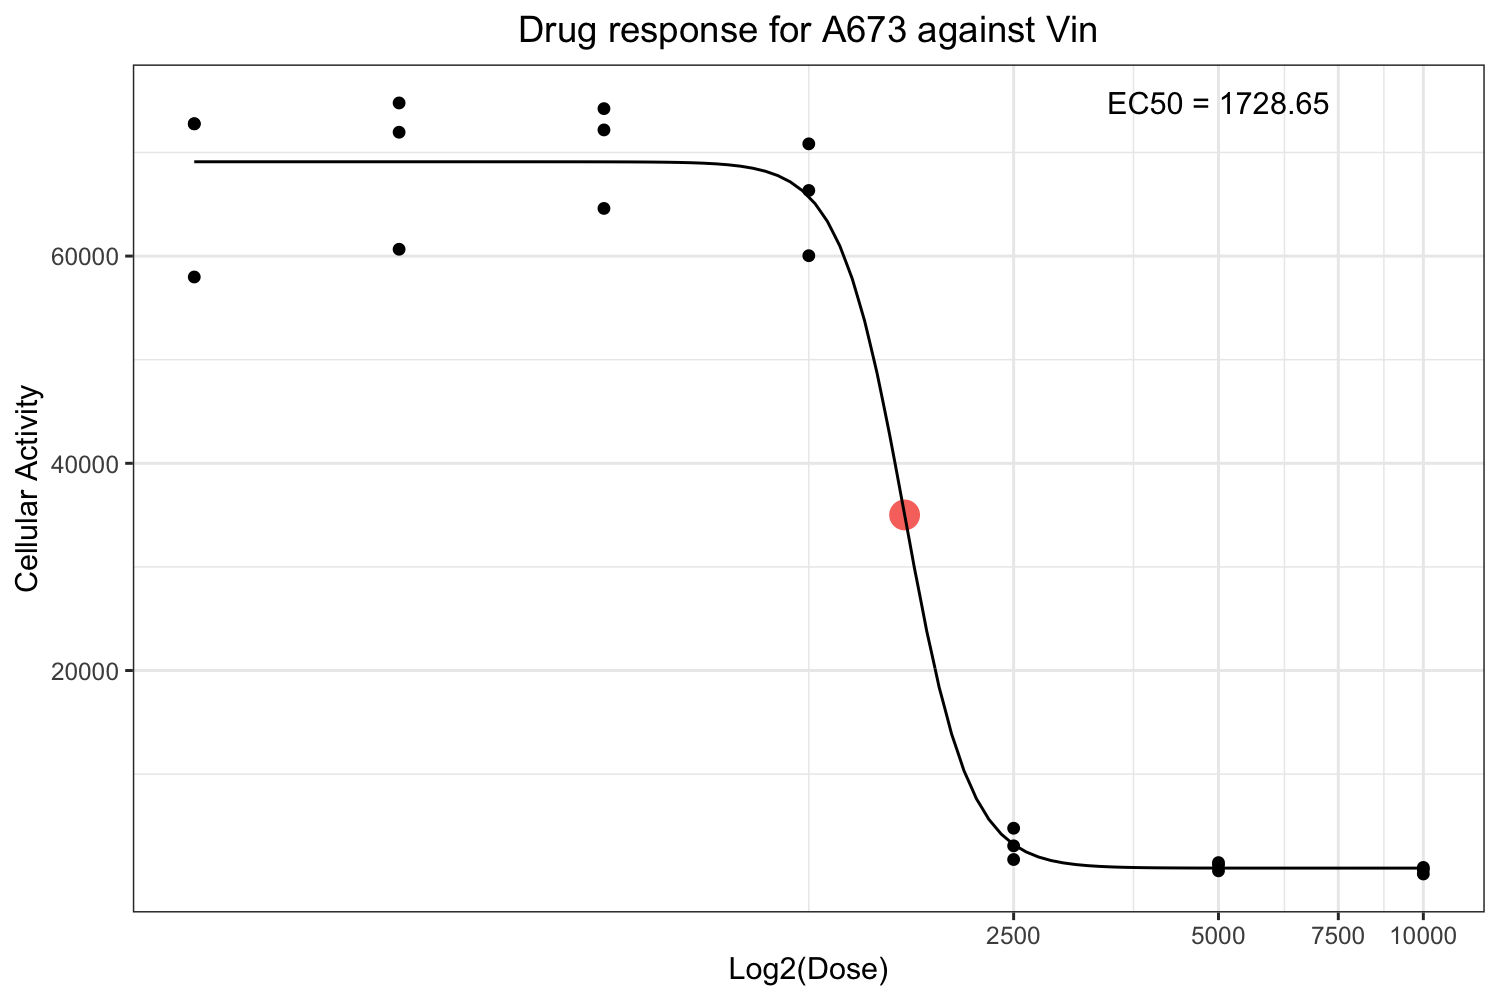 Drug response for A673 against Vin
EC50 = 1728.65
Cellular Activity
60000
40000
20000
2500
5000
7500
10000
Log2(Dose)